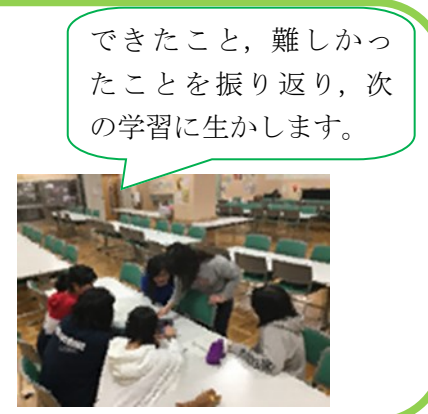 できたこと，難しかっ
たことを振り返り，次
の学習に生かします。